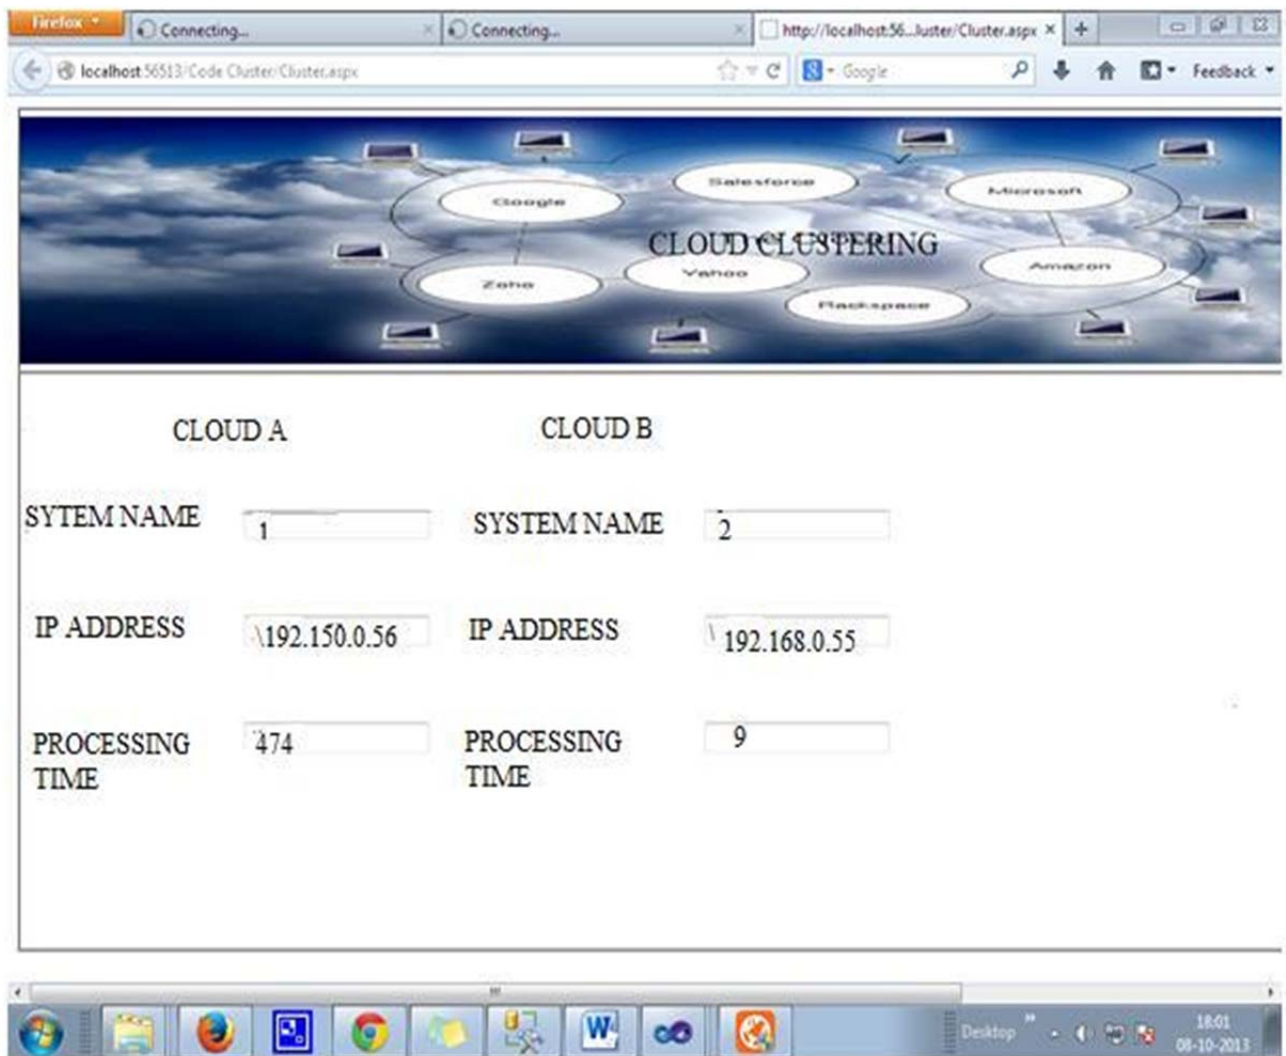 Firefox
Connecting...
Connecting...
http://localhost:56...luster/Cluster.aspx
localhost:56513/Code Cluster/Cluster.aspx
Google
Feedback
Google
Salesforce
Microsoft
CLOUD CLUSTERING
Zoho
Yahoo
Amazon
Rackspace
CLOUD A
CLOUD B
SYTEM NAME
1
SYSTEM NAME
2
IP ADDRESS
\192.150.0.56
IP ADDRESS
\ 192.168.0.55
PROCESSING
TIME
474
PROCESSING
TIME
9
Desktop
18:01
08-10-2013